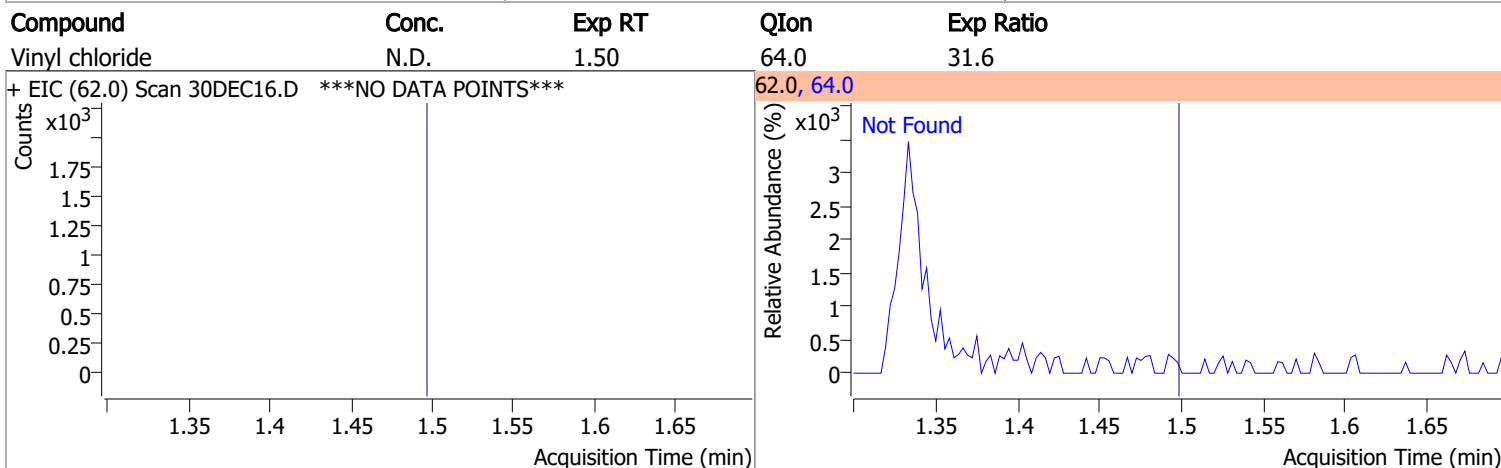 Compound Conc. Exp RT QIon Exp Ratio
Vinyl chloride N.D. 1.50 64.0 31.6
+ EIC (62.0) Scan 30DEC16.D ***NO DATA POINTS***
Counts
x10³
1.75
1.5
1.25
1
0.75
0.5
0.25
0
1.35 1.4 1.45 1.5 1.55 1.6 1.65
Acquisition Time (min)
62.0, 64.0
Relative Abundance (%)
x10³
Not Found
3
2.5
2
1.5
1
0.5
0
1.35 1.4 1.45 1.5 1.55 1.6 1.65
Acquisition Time (min)